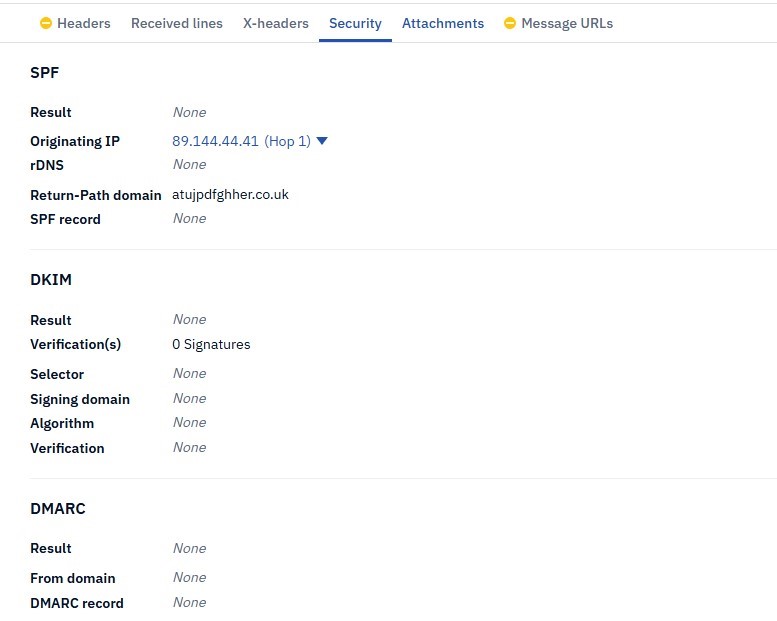 Headers Received lines X-headers Security Attachments Message URLs
SPF
Result None
Originating IP 89.144.44.41 (Hop 1)
rDNS None
Return-Path domain atujpdfghher.co.uk
SPF record None
DKIM
Result None
Verification(s) 0 Signatures
Selector None
Signing domain None
Algorithm None
Verification None
DMARC
Result None
From domain None
DMARC record None